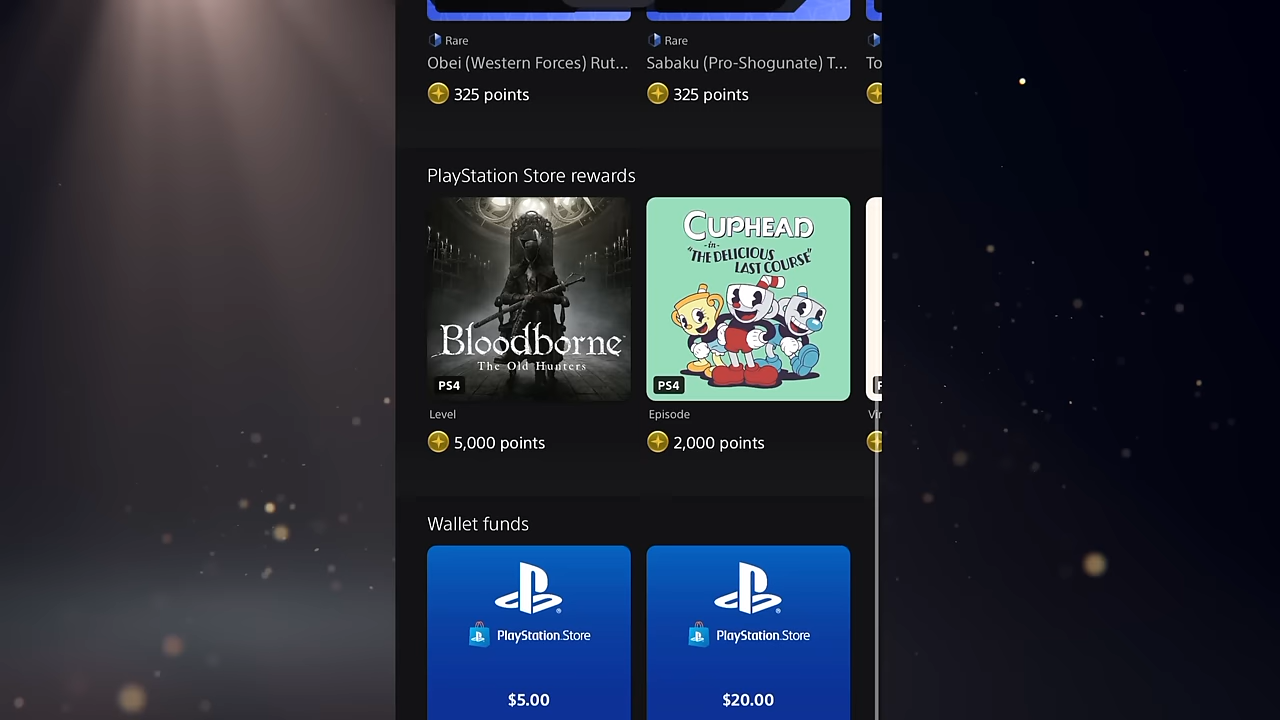 Rare
Rare
Obei (Western Forces) Rut...
Sabaku (Pro-Shogunate) T...
To
325 points
325 points
PlayStation Store rewards
Bloodborne
The Old Hunters
PS4
CUPHEAD
-in-
"THE DELICIOUS
LAST COURSE"
PS4
Level
Episode
5,000 points
2,000 points
Wallet funds
PlayStation.Store
PlayStation.Store
$5.00
$20.00